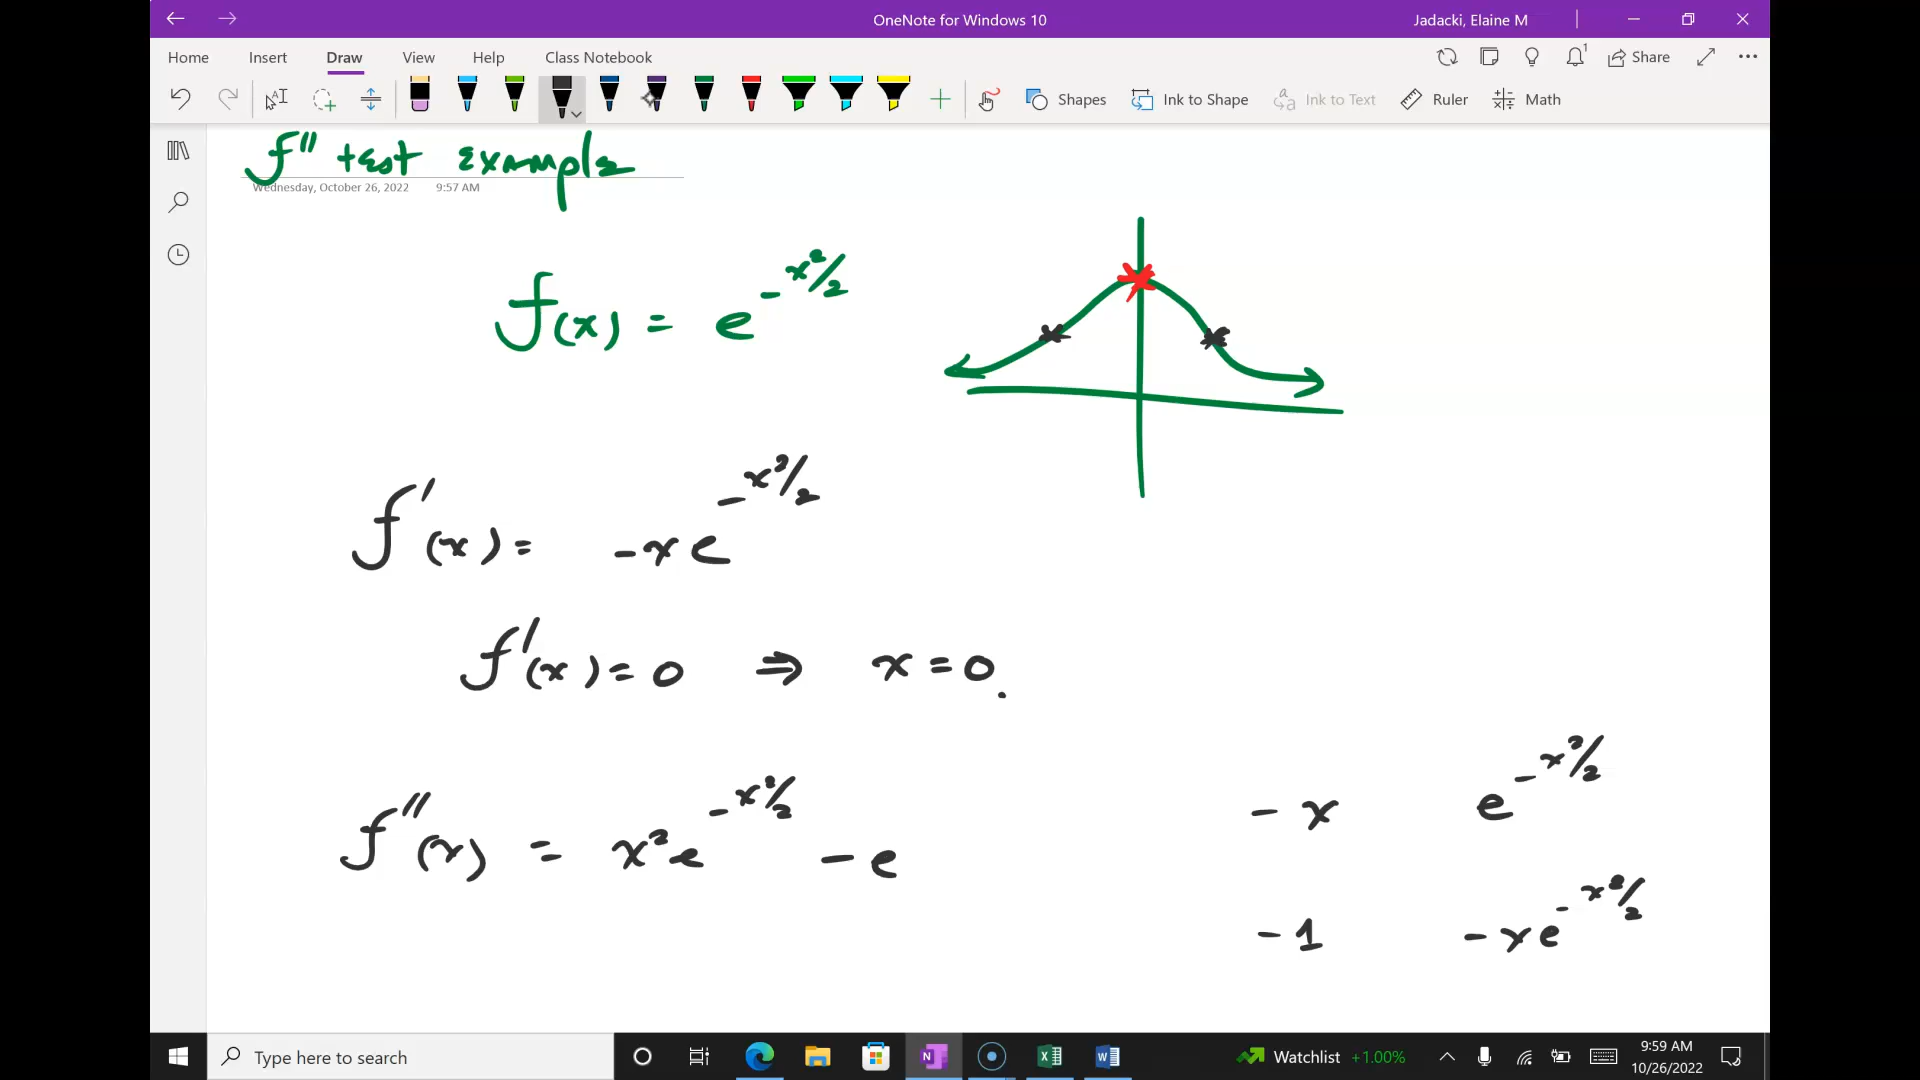 OneNote for Windows 10
Jadacki, Elaine M
Home Insert Draw View Help Class Notebook
1 Share
Shapes Ink to Shape Ink to Text Ruler Math
f'' test example
Wednesday, October 26, 2022 9:57 AM
f(x) = e^{-x²/2}
f'(x) = -x e^{-x²/2}
f'(x) = 0 ⇒ x = 0.
-x e^{-x²/2}
f''(x) = x² e^{-x²/2} - e
-1 -x e^{-x²/2}
Type here to search
Watchlist +1.00%
9:59 AM
10/26/2022